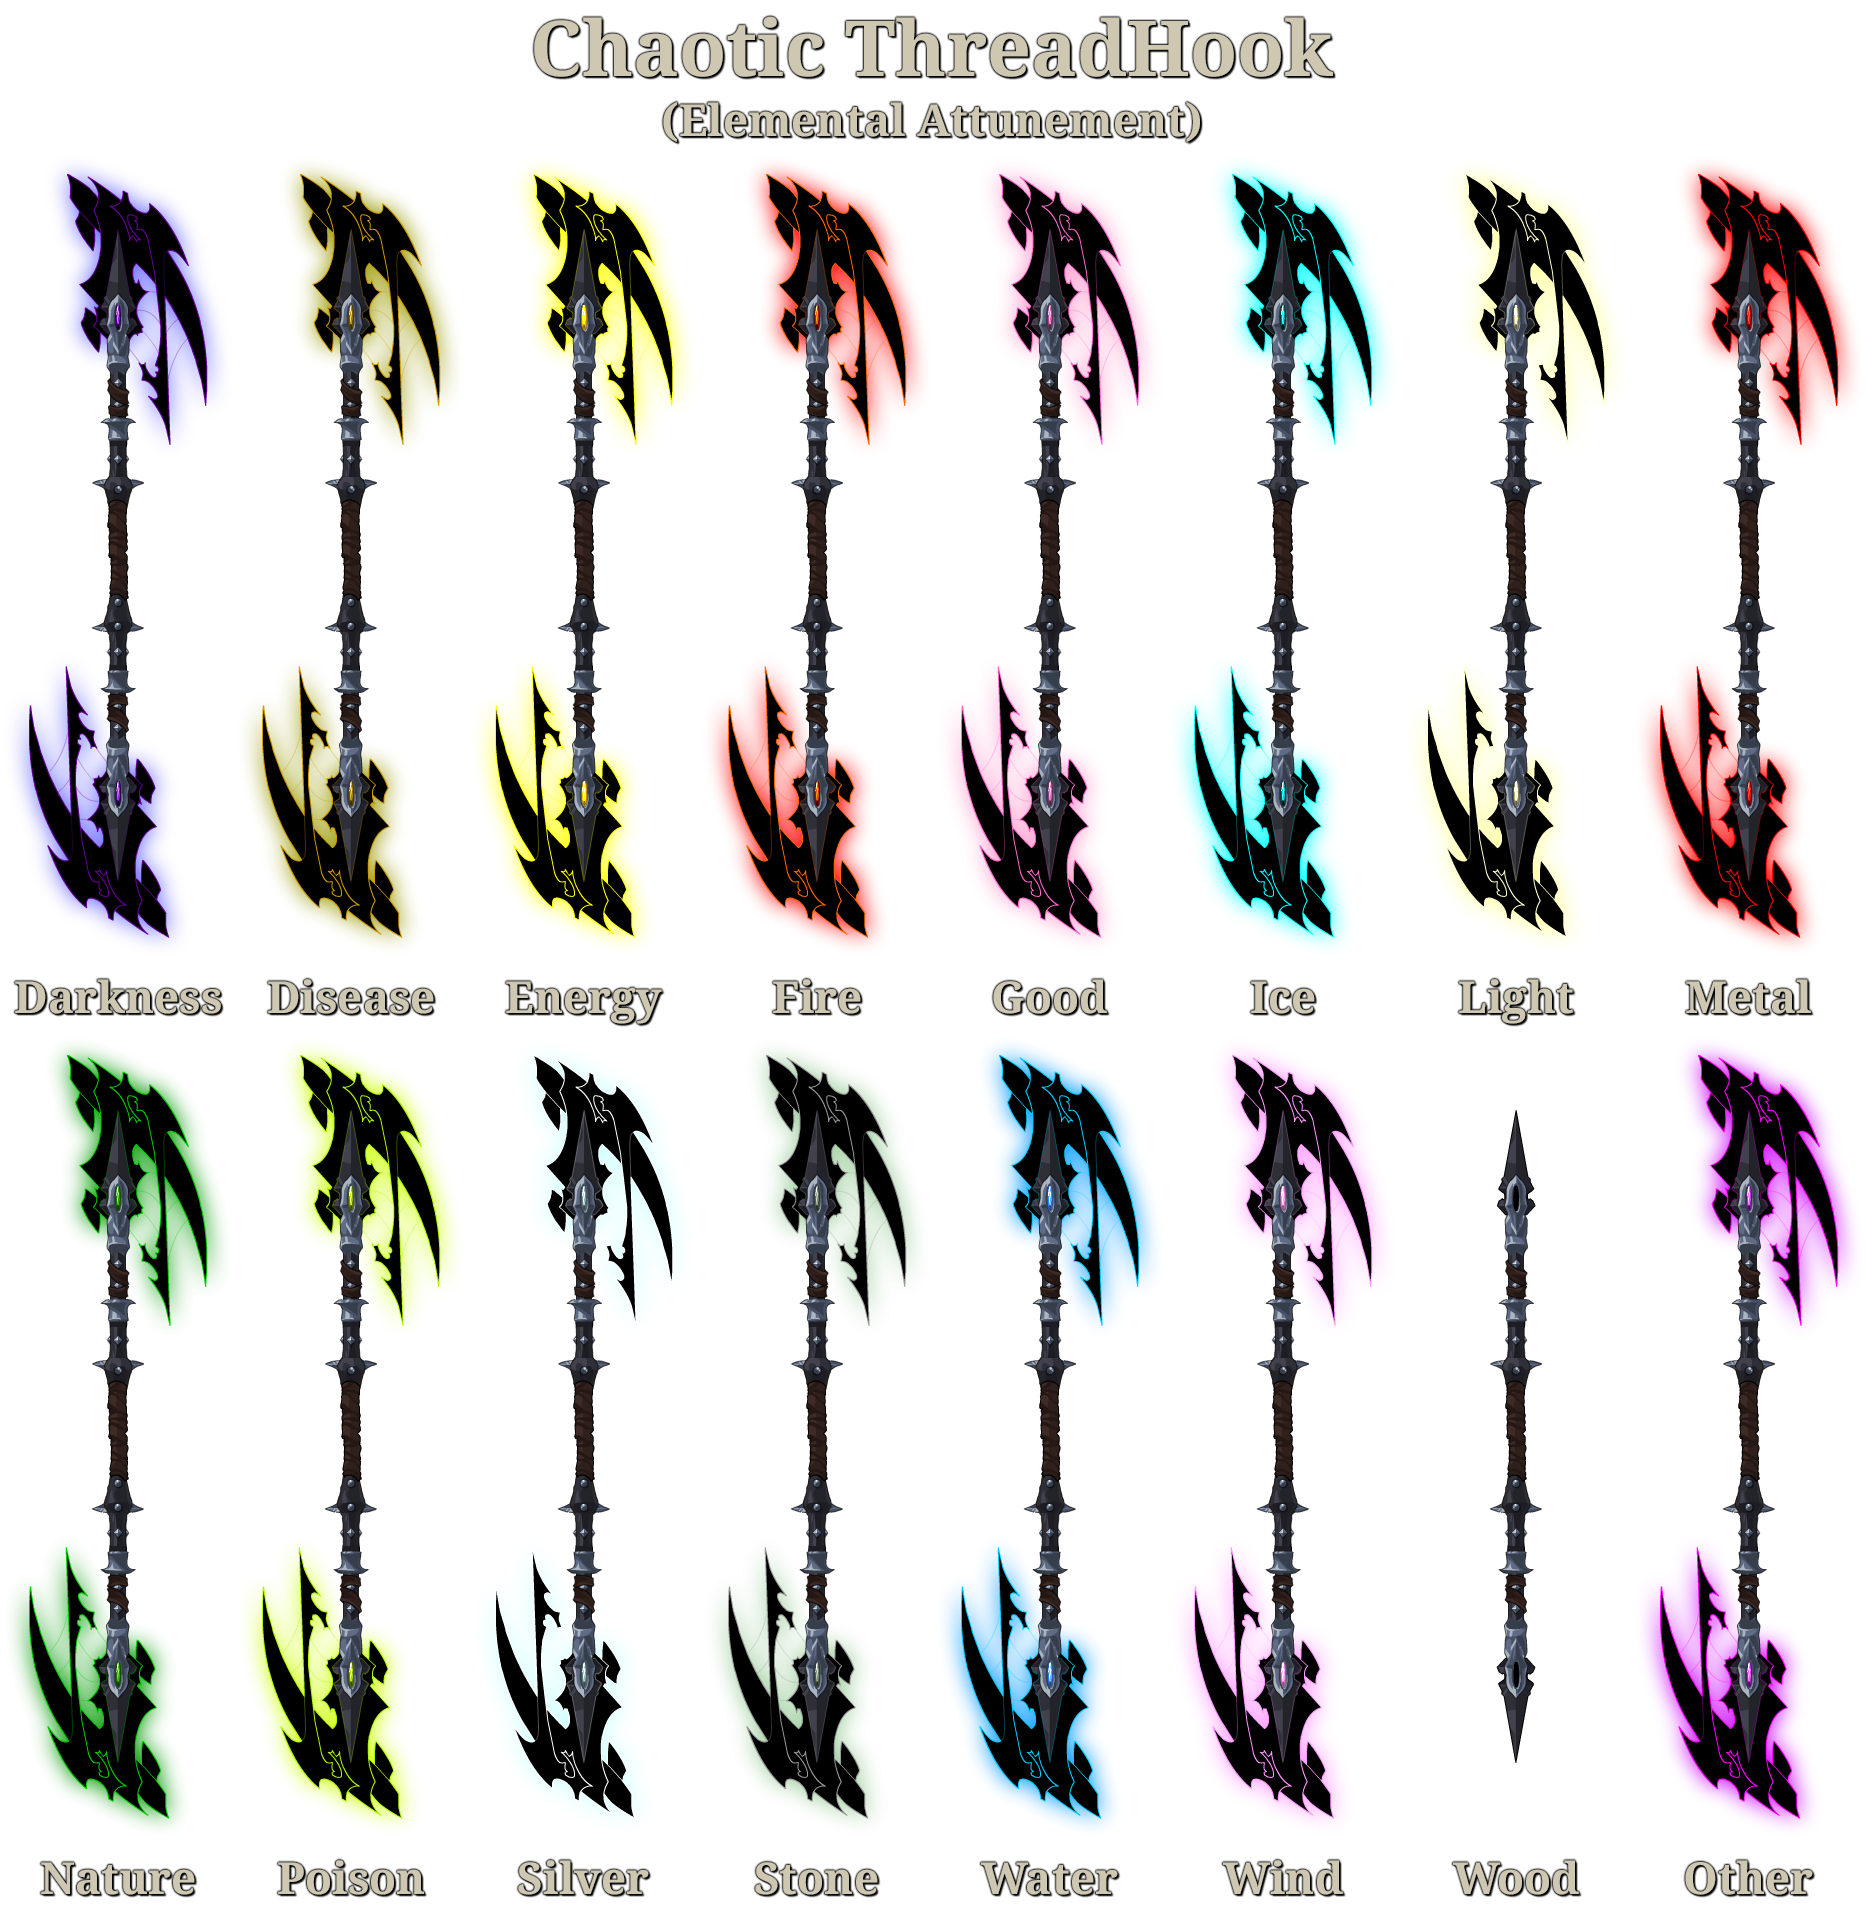 Chaotic ThreadHook
(Elemental Attunement)
Darkness Disease Energy Fire Good Ice Light Metal
Nature Poison Silver Stone Water Wind Wood Other